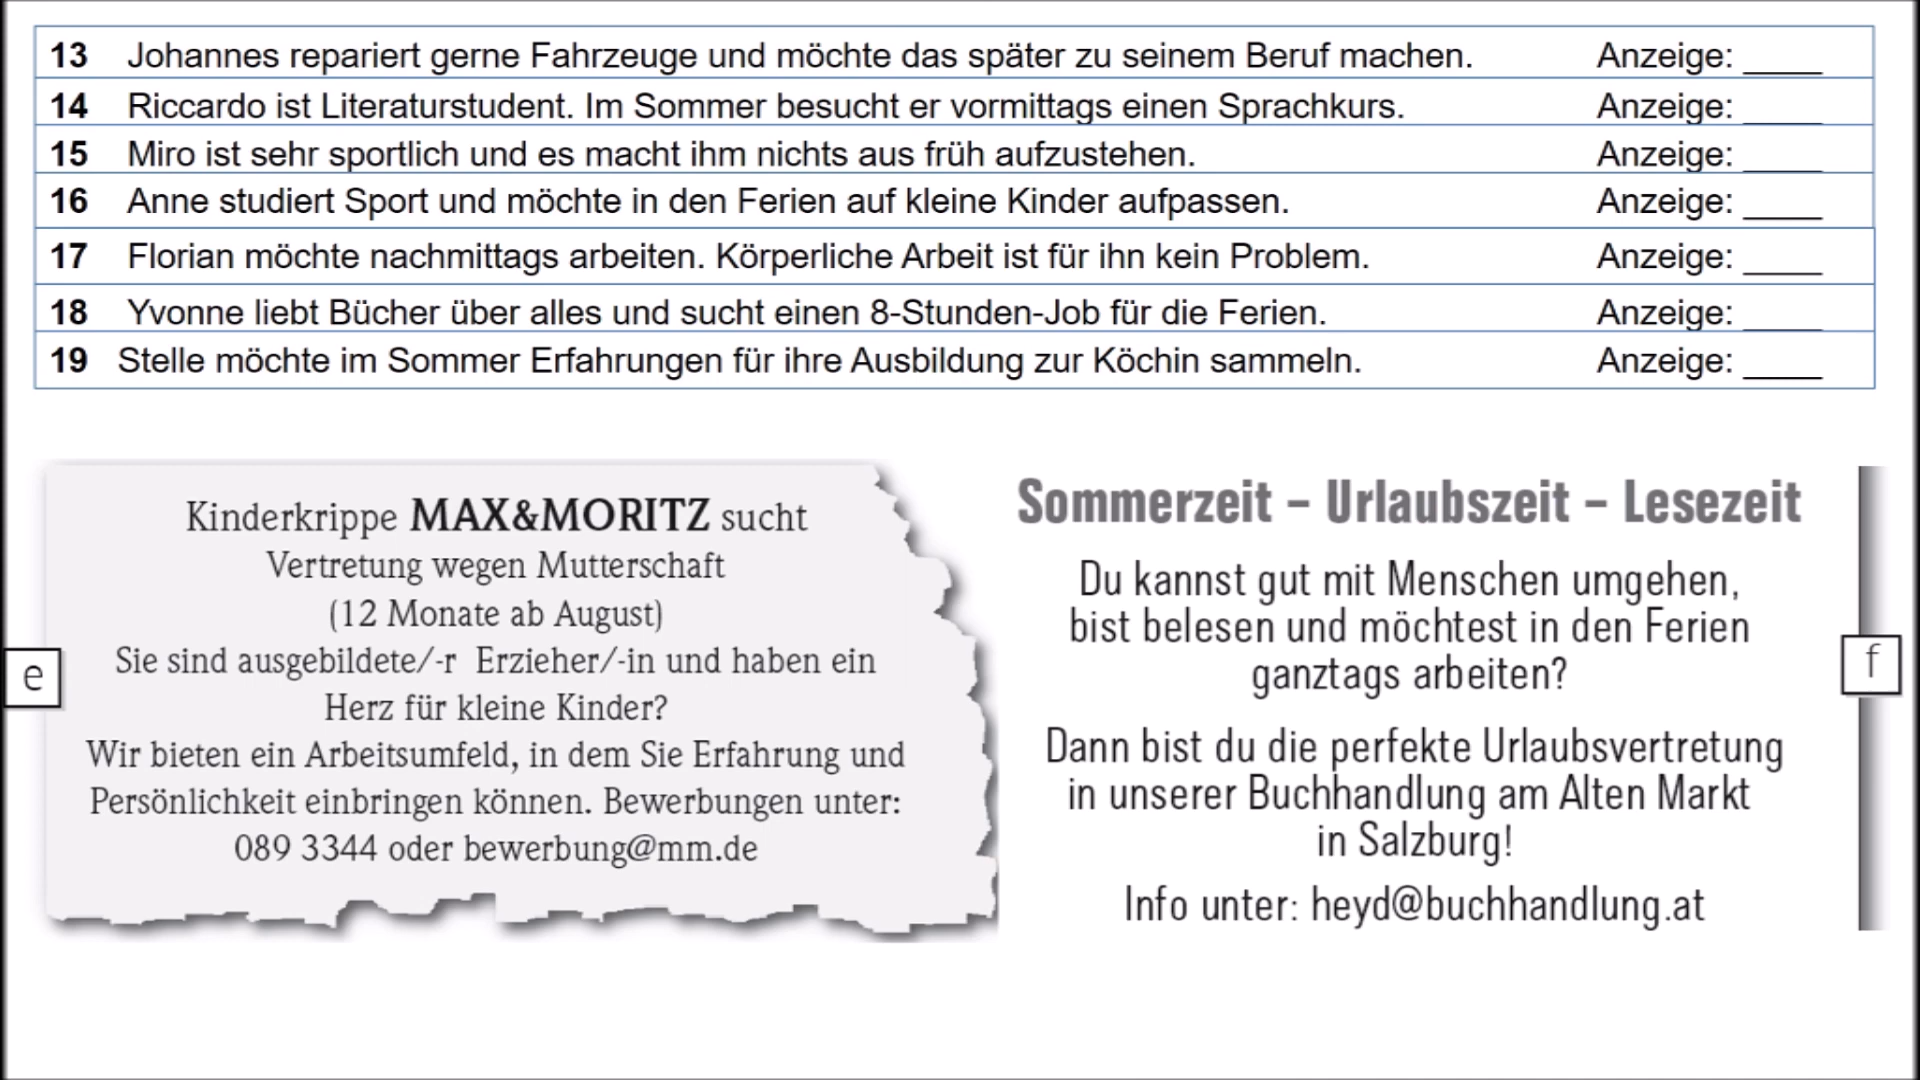 13 Johannes repariert gerne Fahrzeuge und möchte das später zu seinem Beruf machen. Anzeige: ____
14 Riccardo ist Literaturstudent. Im Sommer besucht er vormittags einen Sprachkurs. Anzeige: ____
15 Miro ist sehr sportlich und es macht ihm nichts aus früh aufzustehen. Anzeige: ____
16 Anne studiert Sport und möchte in den Ferien auf kleine Kinder aufpassen. Anzeige: ____
17 Florian möchte nachmittags arbeiten. Körperliche Arbeit ist für ihn kein Problem. Anzeige: ____
18 Yvonne liebt Bücher über alles und sucht einen 8-Stunden-Job für die Ferien. Anzeige: ____
19 Stelle möchte im Sommer Erfahrungen für ihre Ausbildung zur Köchin sammeln. Anzeige: ____
e
Kinderkrippe MAX&MORITZ sucht
Vertretung wegen Mutterschaft
(12 Monate ab August)
Sie sind ausgebildete/-r Erzieher/-in und haben ein
Herz für kleine Kinder?
Wir bieten ein Arbeitsumfeld, in dem Sie Erfahrung und
Persönlichkeit einbringen können. Bewerbungen unter:
089 3344 oder bewerbung@mm.de
f
Sommerzeit – Urlaubszeit – Lesezeit
Du kannst gut mit Menschen umgehen,
bist belesen und möchtest in den Ferien
ganztags arbeiten?
Dann bist du die perfekte Urlaubsvertretung
in unserer Buchhandlung am Alten Markt
in Salzburg!
Info unter: heyd@buchhandlung.at